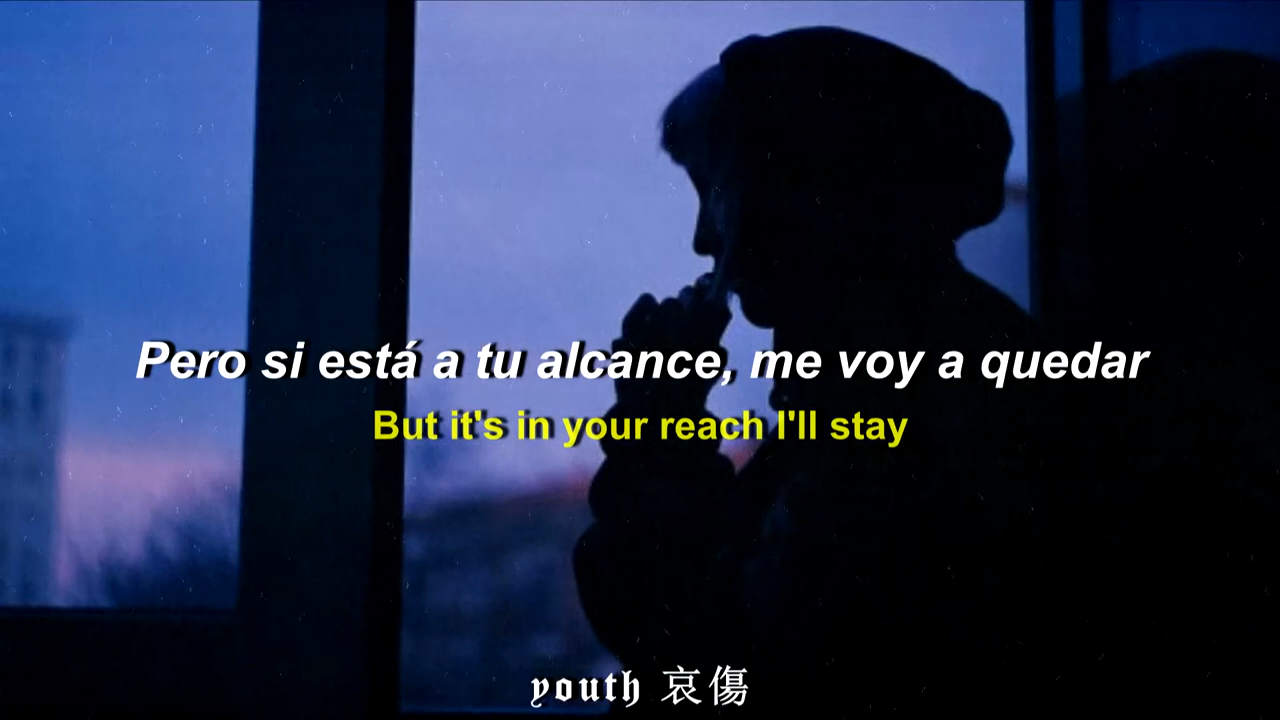 Pero si está a tu alcance, me voy a quedar
But it's in your reach I'll stay
youth 哀傷